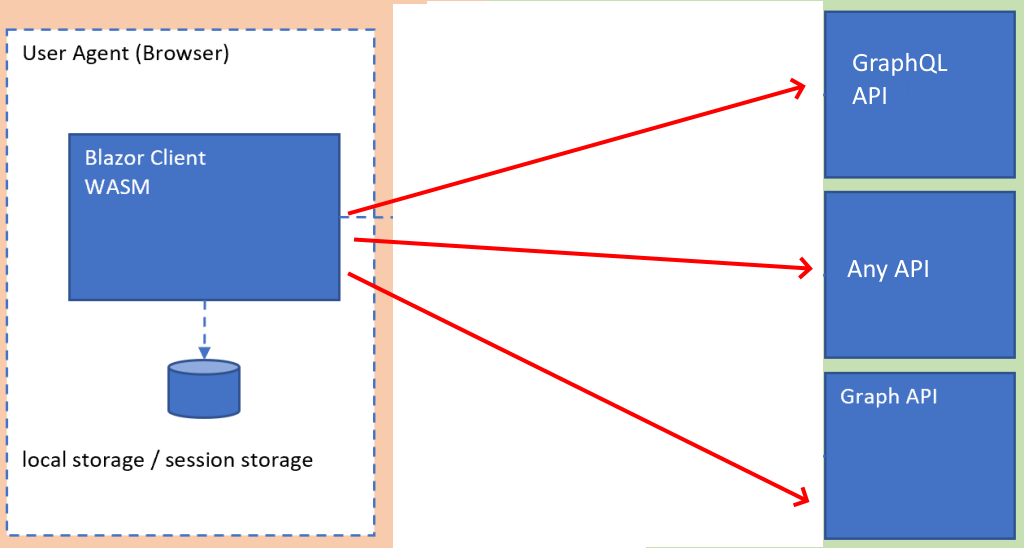 User Agent (Browser)
Blazor Client
WASM
local storage / session storage
GraphQL
API
Any API
Graph API